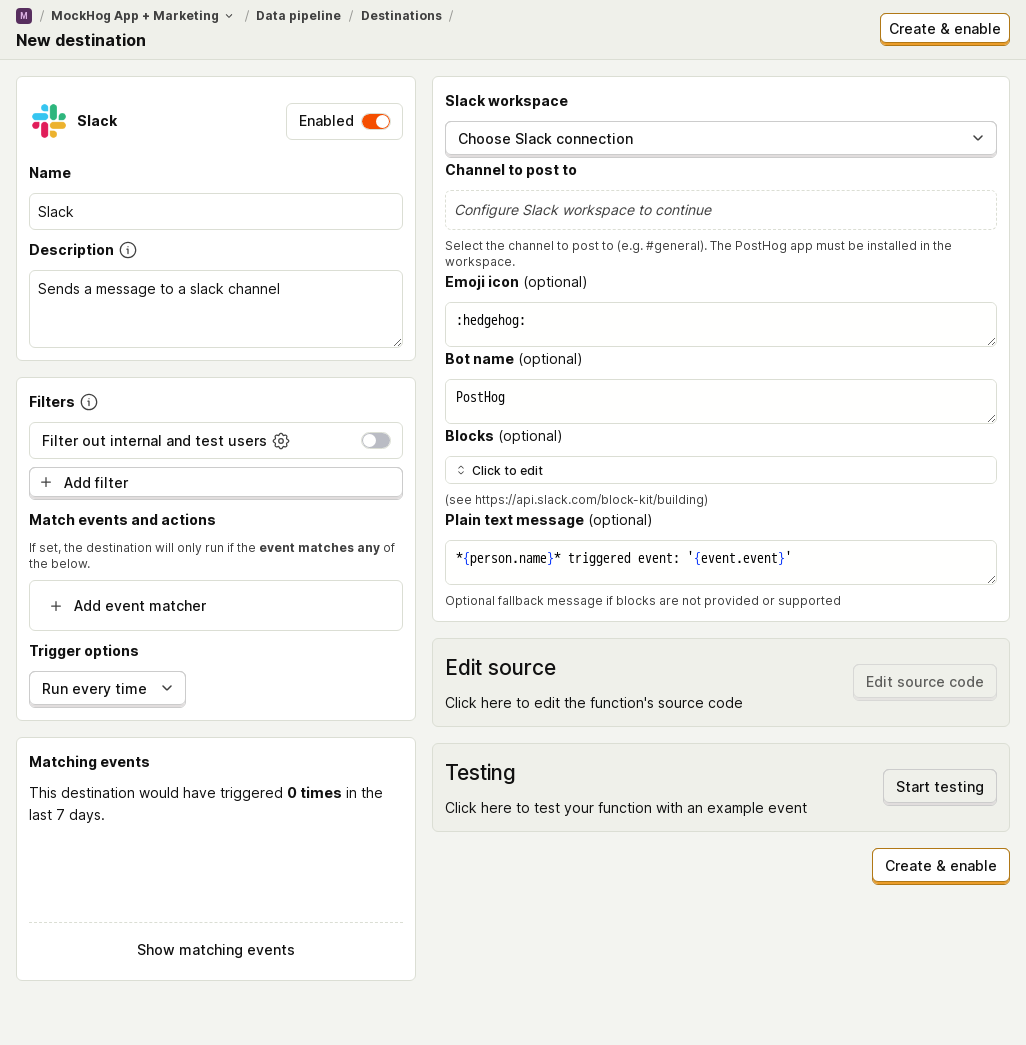 M / MockHog App + Marketing / Data pipeline / Destinations /
New destination
Create & enable
Slack
Enabled
Name
Slack
Description
Sends a message to a slack channel
Filters
Filter out internal and test users
Add filter
Match events and actions
If set, the destination will only run if the event matches any of
the below.
Add event matcher
Trigger options
Run every time
Matching events
This destination would have triggered 0 times in the
last 7 days.
Show matching events
Slack workspace
Choose Slack connection
Channel to post to
Configure Slack workspace to continue
Select the channel to post to (e.g. #general). The PostHog app must be installed in the
workspace.
Emoji icon (optional)
:hedgehog:
Bot name (optional)
PostHog
Blocks (optional)
Click to edit
(see https://api.slack.com/block-kit/building)
Plain text message (optional)
*{person.name}* triggered event: '{event.event}'
Optional fallback message if blocks are not provided or supported
Edit source
Click here to edit the function's source code
Edit source code
Testing
Click here to test your function with an example event
Start testing
Create & enable